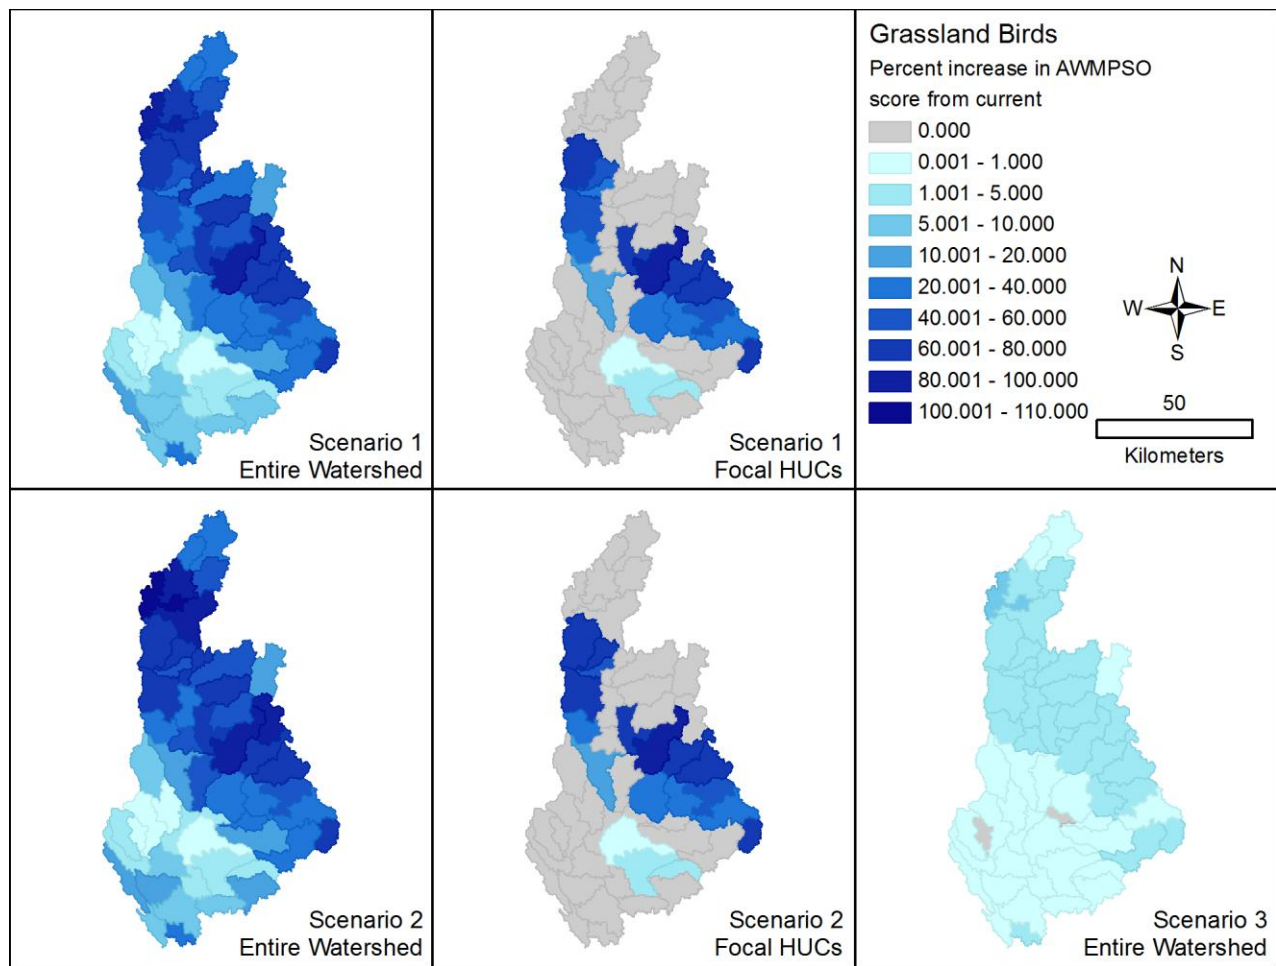 Scenario 1
Entire Watershed
Scenario 1
Focal HUCs
Grassland Birds
Percent increase in AWMPSO
score from current
0.000
0.001 - 1.000
1.001 - 5.000
5.001 - 10.000
10.001 - 20.000
20.001 - 40.000
40.001 - 60.000
60.001 - 80.000
80.001 - 100.000
100.001 - 110.000
N
W E
S
50
Kilometers
Scenario 2
Entire Watershed
Scenario 2
Focal HUCs
Scenario 3
Entire Watershed